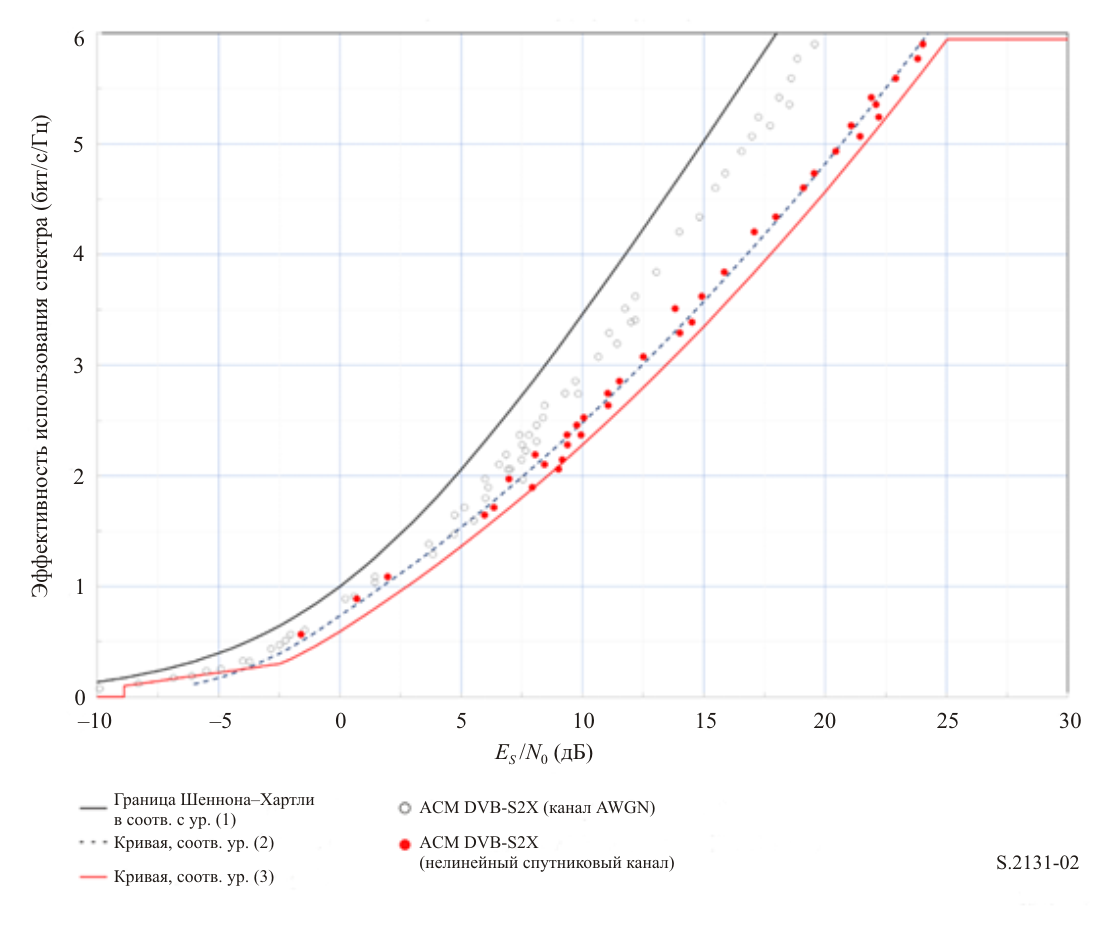 Эффективность использования спектра (бит/с/Гц)
6
5
4
3
2
1
0
–10
–5
0
5
10
15
20
25
30
E_S/N_0 (дБ)
Граница Шеннона–Хартли
в соотв. с ур. (1)
Кривая, соотв. ур. (2)
Кривая, соотв. ур. (3)
ACM DVB-S2X (канал AWGN)
ACM DVB-S2X
(нелинейный спутниковый канал)
S.2131-02